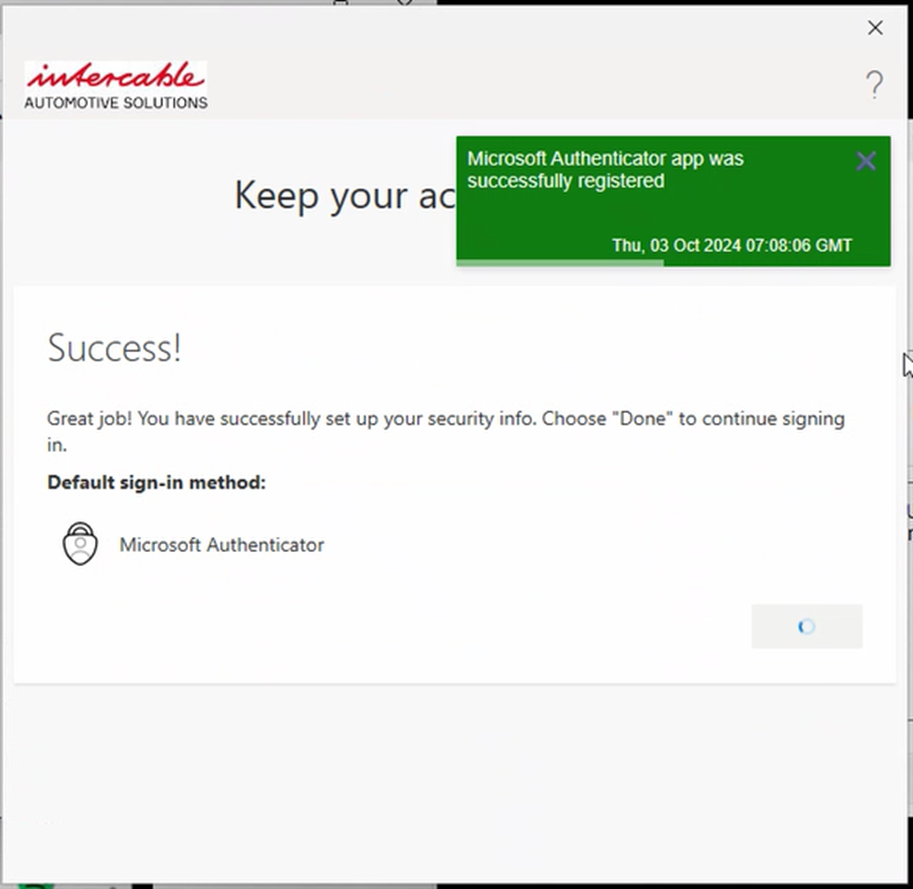 intercable
AUTOMOTIVE SOLUTIONS
?
Microsoft Authenticator app was
successfully registered
Thu, 03 Oct 2024 07:08:06 GMT
Keep your ac
Success!
Great job! You have successfully set up your security info. Choose "Done" to continue signing
in.
Default sign-in method:
Microsoft Authenticator